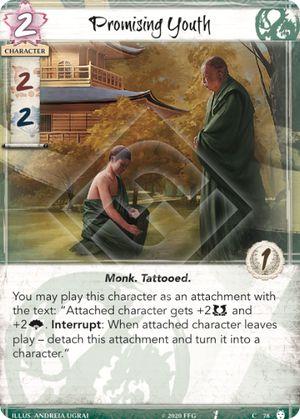 Promising Youth
2
CHARACTER
2
2
1
Monk. Tattooed.
You may play this character as an attachment with
the text: “Attached character gets +2 and
+2 . Interrupt: When attached character leaves
play – detach this attachment and turn it into a
character.”
ILLUS. ANDREIA UGRAI © 2020 FFG C 78